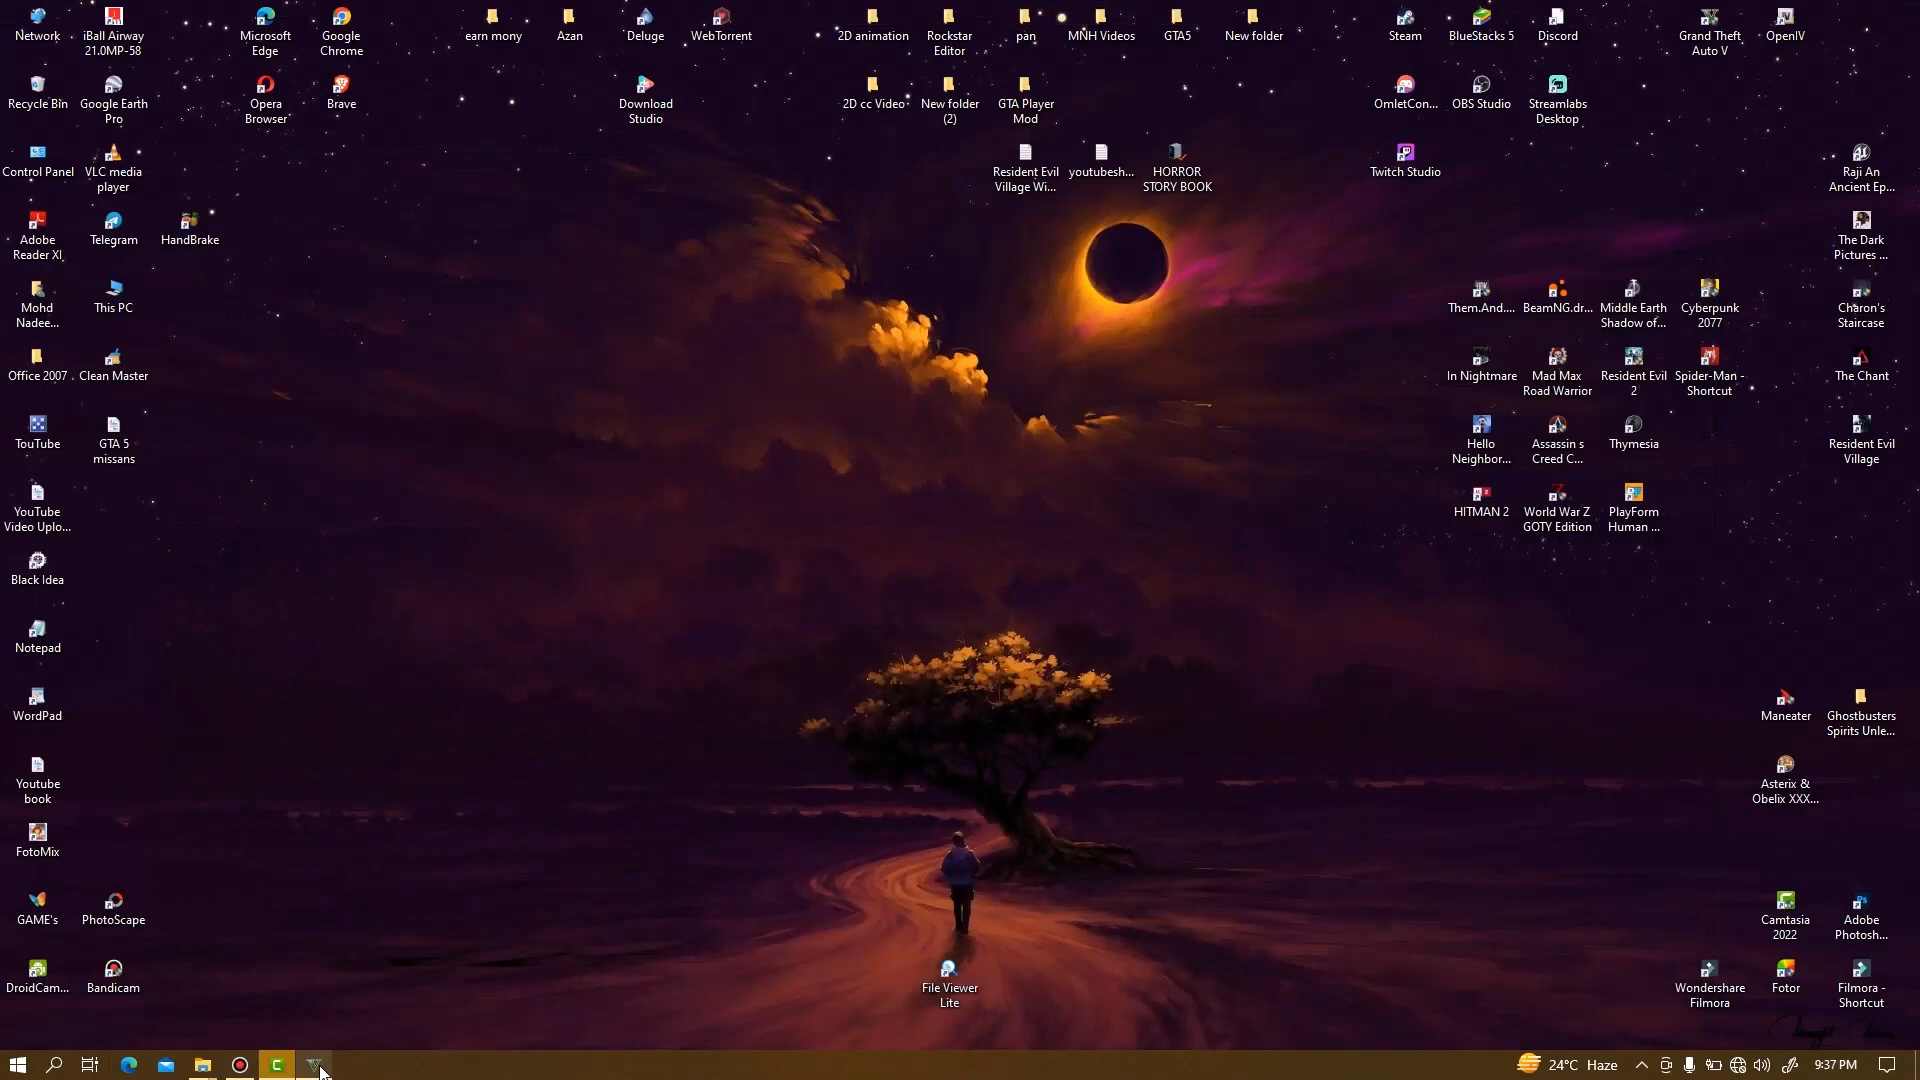 Network
iBall Airway
21.0MP-58
Microsoft
Edge
Google
Chrome
earn mony
Azan
Deluge
WebTorrent
2D animation
Rockstar
Editor
pan
MNH Videos
GTA5
New folder
Steam
BlueStacks 5
Discord
Grand Theft
Auto V
OpenIV
Recycle Bin
Google Earth
Pro
Opera
Browser
Brave
Download
Studio
2D cc Video
New folder
(2)
GTA Player
Mod
OmletCon...
OBS Studio
Streamlabs
Desktop
Control Panel
VLC media
player
Resident Evil
Village Wi...
youtubesh...
HORROR
STORY BOOK
Twitch Studio
Raji An
Ancient Ep...
Adobe
Reader XI
Telegram
HandBrake
The Dark
Pictures ...
Mohd
Nadee...
This PC
Them.And....
BeamNG.dr...
Middle Earth
Shadow of...
Cyberpunk
2077
Charon's
Staircase
Office 2007
Clean Master
In Nightmare
Mad Max
Road Warrior
Resident Evil
2
Spider-Man -
Shortcut
The Chant
TouTube
GTA 5
missans
Hello
Neighbor...
Assassin s
Creed C...
Thymesia
Resident Evil
Village
YouTube
Video Uplo...
HITMAN 2
World War Z
GOTY Edition
PlayForm
Human ...
Black Idea
Notepad
WordPad
Maneater
Ghostbusters
Spirits Unle...
Youtube
book
Asterix &
Obelix XXX...
FotoMix
GAME's
PhotoScape
Camtasia
2022
Adobe
Photosh...
DroidCam...
Bandicam
File Viewer
Lite
Wondershare
Filmora
Fotor
Filmora -
Shortcut
24°C Haze
9:37 PM